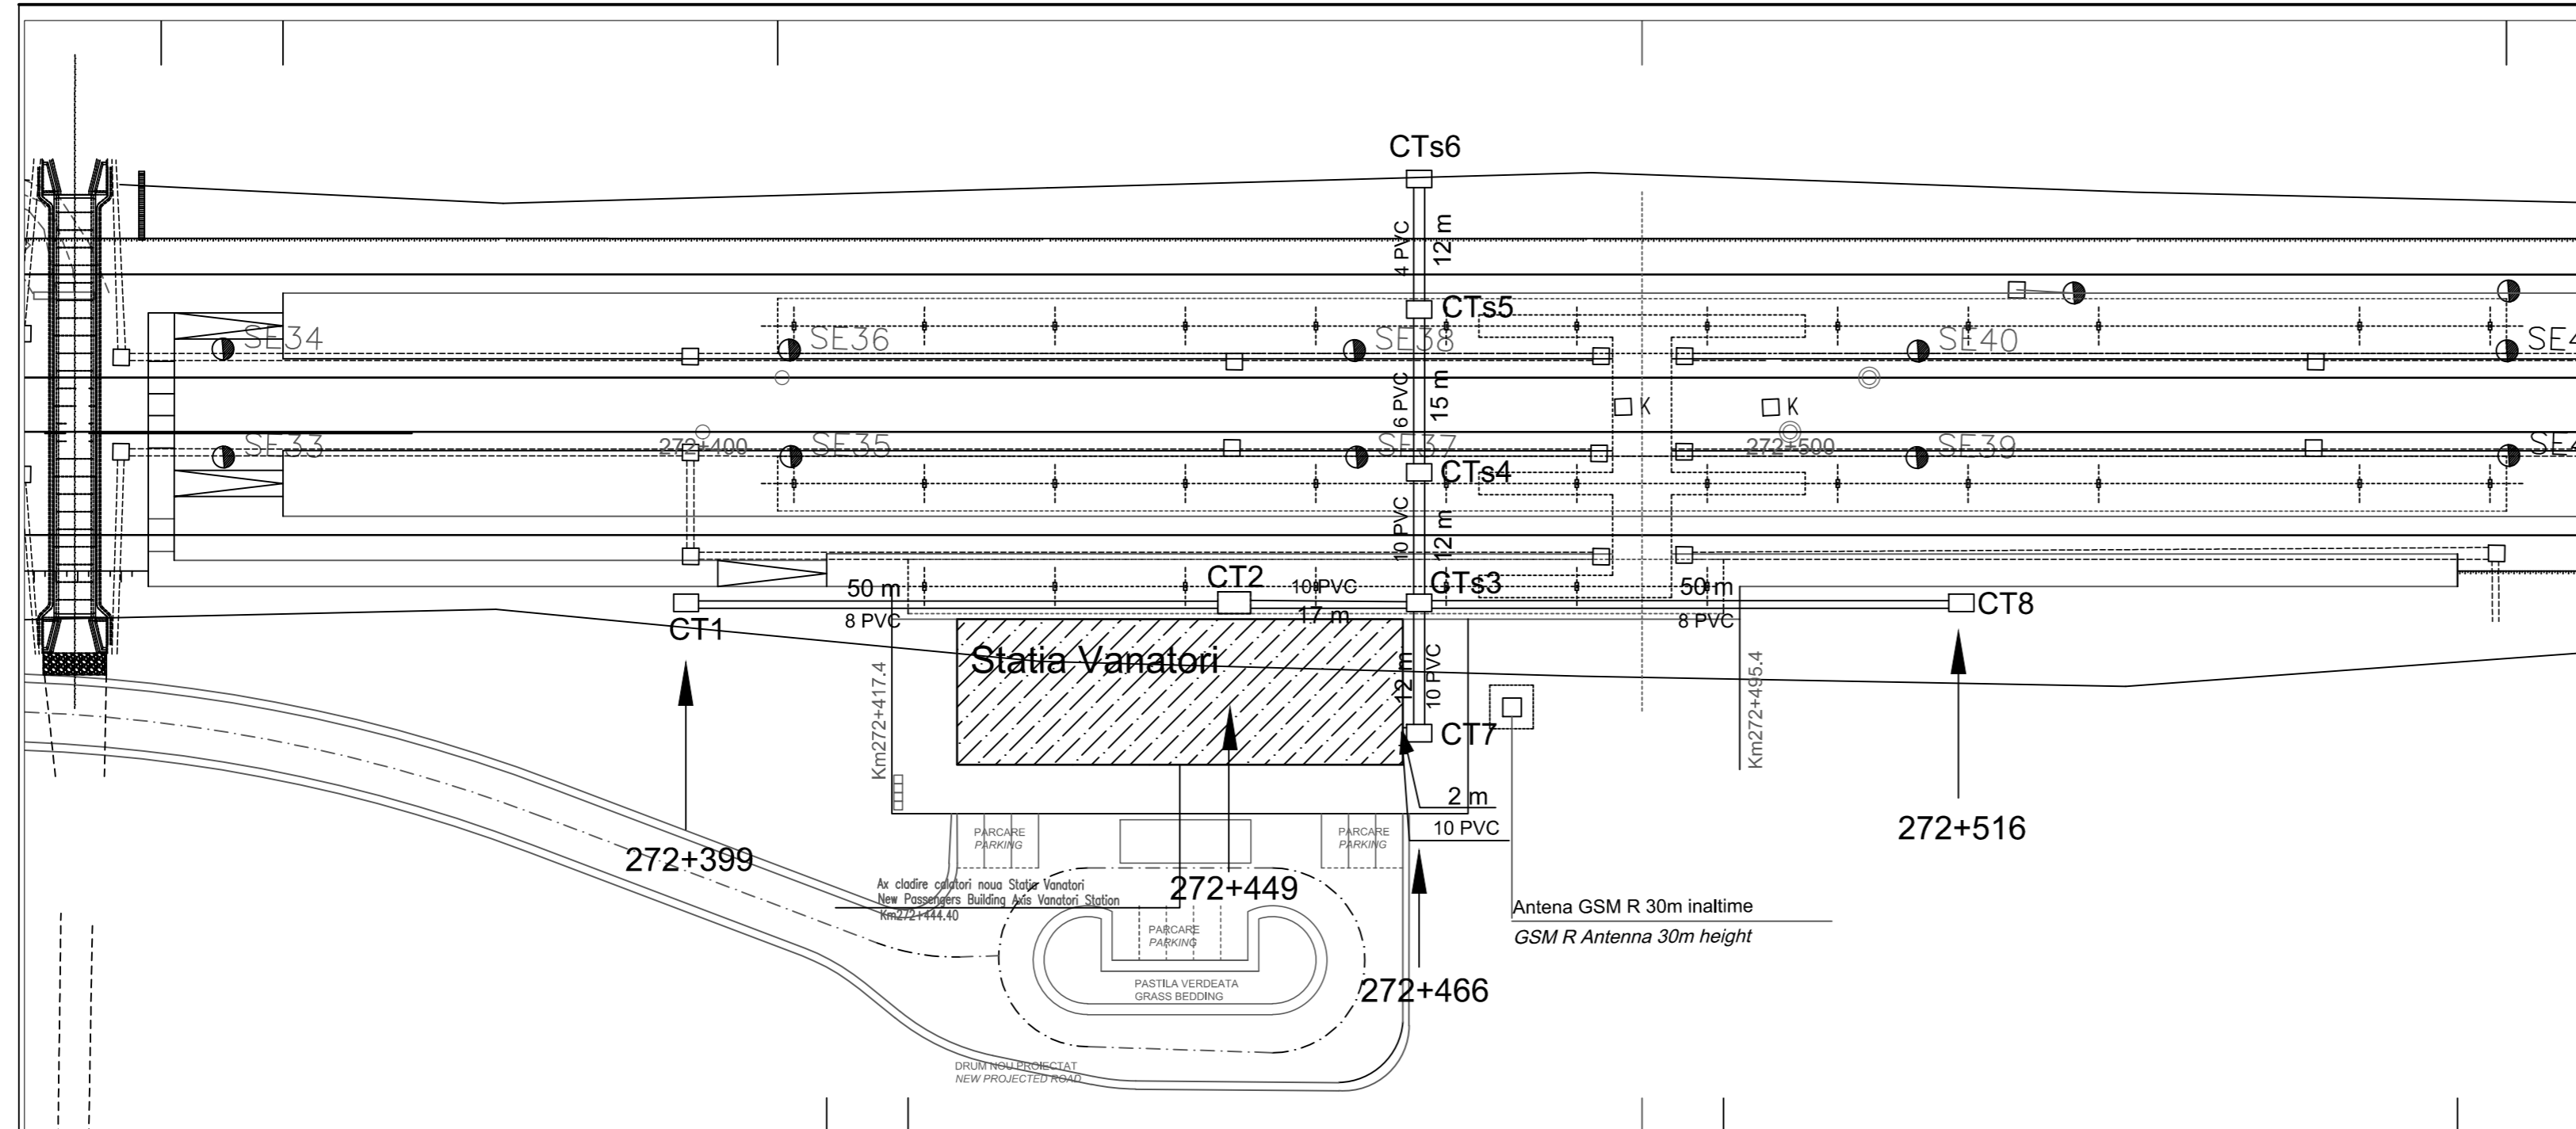 CTs6
4 PVC
12 m
CTs5
SE34
SE36
SE38
SE40
6 PVC
15 m
K
K
SE33
272+400
SE35
SE37
272+500
SE39
CTs4
10 PVC
12 m
CT2
10 PVC
17 m
CTs3
50 m
8 PVC
50 m
8 PVC
CT1
CT8
Statia Vanatori
12 m
10 PVC
Km272+417.4
Km272+495.4
CT7
2 m
10 PVC
PARCARE
PARKING
PARCARE
PARKING
272+399
272+449
272+516
Ax cladire calatori noua Statia Vanatori
New Passengers Building Axis Vanatori Station
Km272+444.40
PARCARE
PARKING
Antena GSM R 30m inaltime
GSM R Antenna 30m height
PASTILA VERDEATA
GRASS BEDDING
272+466
DRUM NOU PROIECTAT
NEW PROJECTED ROAD